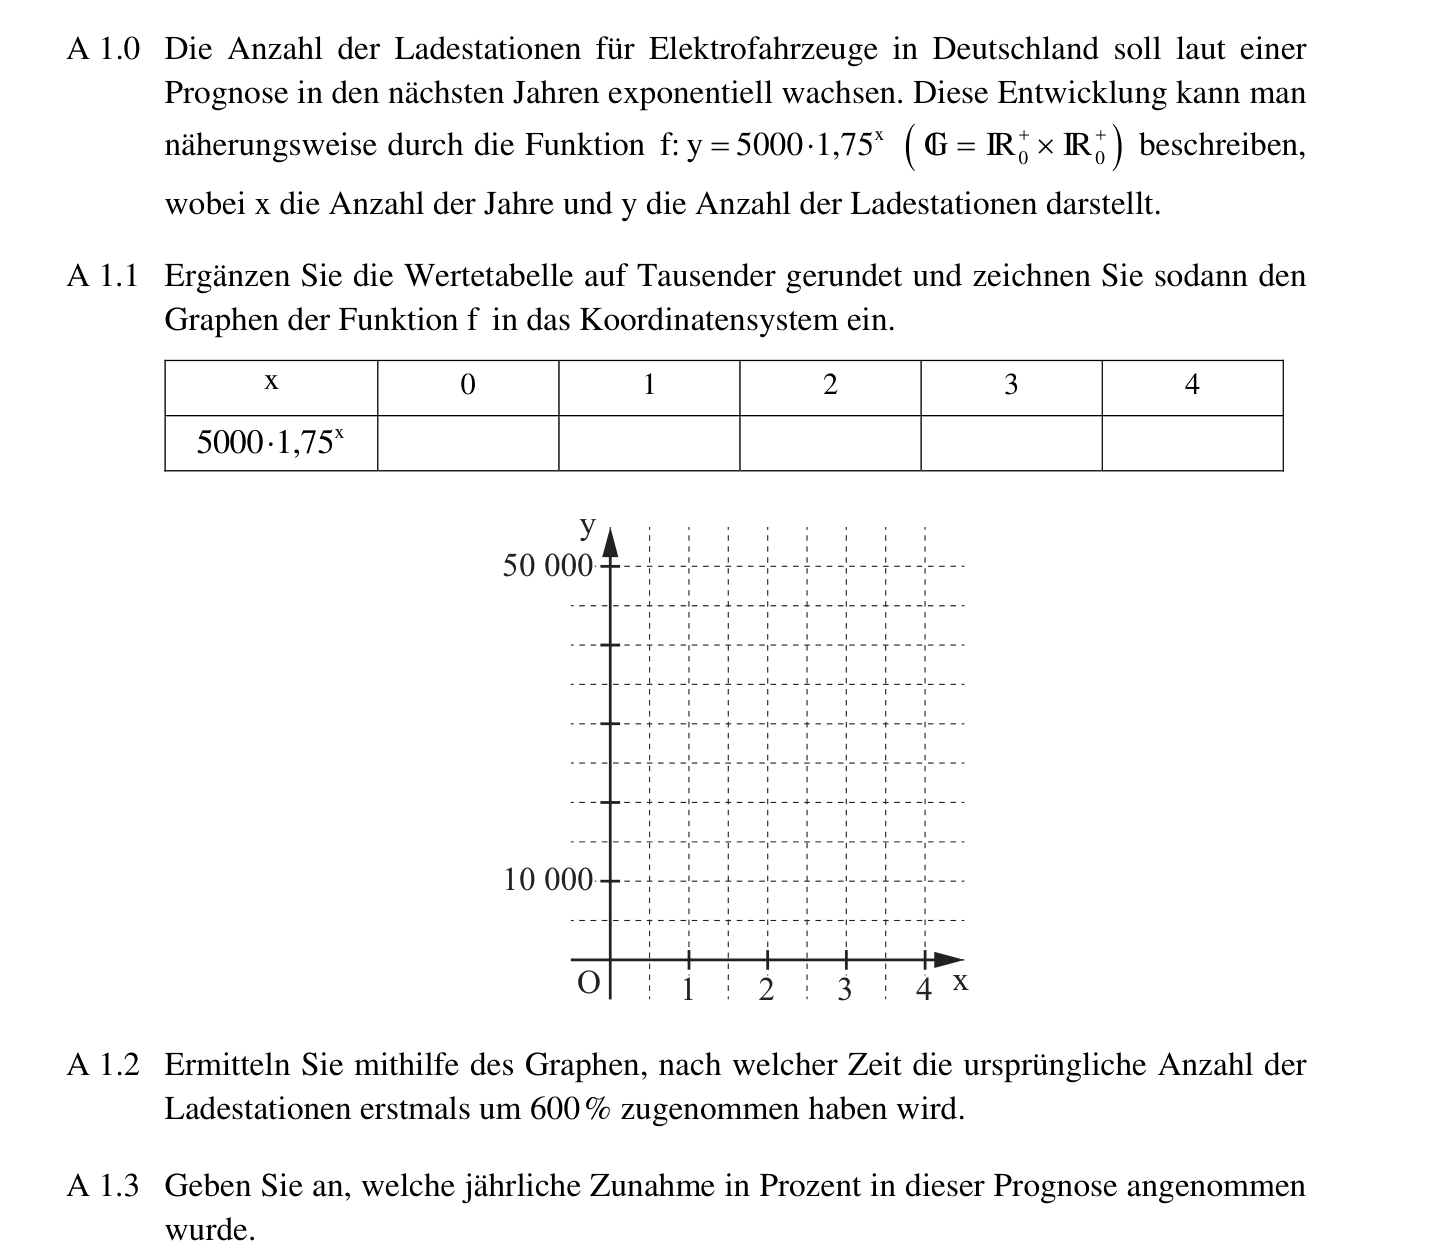 A 1.0 Die Anzahl der Ladestationen für Elektrofahrzeuge in Deutschland soll laut einer
Prognose in den nächsten Jahren exponentiell wachsen. Diese Entwicklung kann man
näherungsweise durch die Funktion f: y = 5000·1,75ˣ (𝔾 = ℝ₀⁺ × ℝ₀⁺) beschreiben,
wobei x die Anzahl der Jahre und y die Anzahl der Ladestationen darstellt.
A 1.1 Ergänzen Sie die Wertetabelle auf Tausender gerundet und zeichnen Sie sodann den
Graphen der Funktion f in das Koordinatensystem ein.
x 0 1 2 3 4
5000·1,75ˣ
y
50 000
10 000
O 1 2 3 4 x
A 1.2 Ermitteln Sie mithilfe des Graphen, nach welcher Zeit die ursprüngliche Anzahl der
Ladestationen erstmals um 600 % zugenommen haben wird.
A 1.3 Geben Sie an, welche jährliche Zunahme in Prozent in dieser Prognose angenommen
wurde.